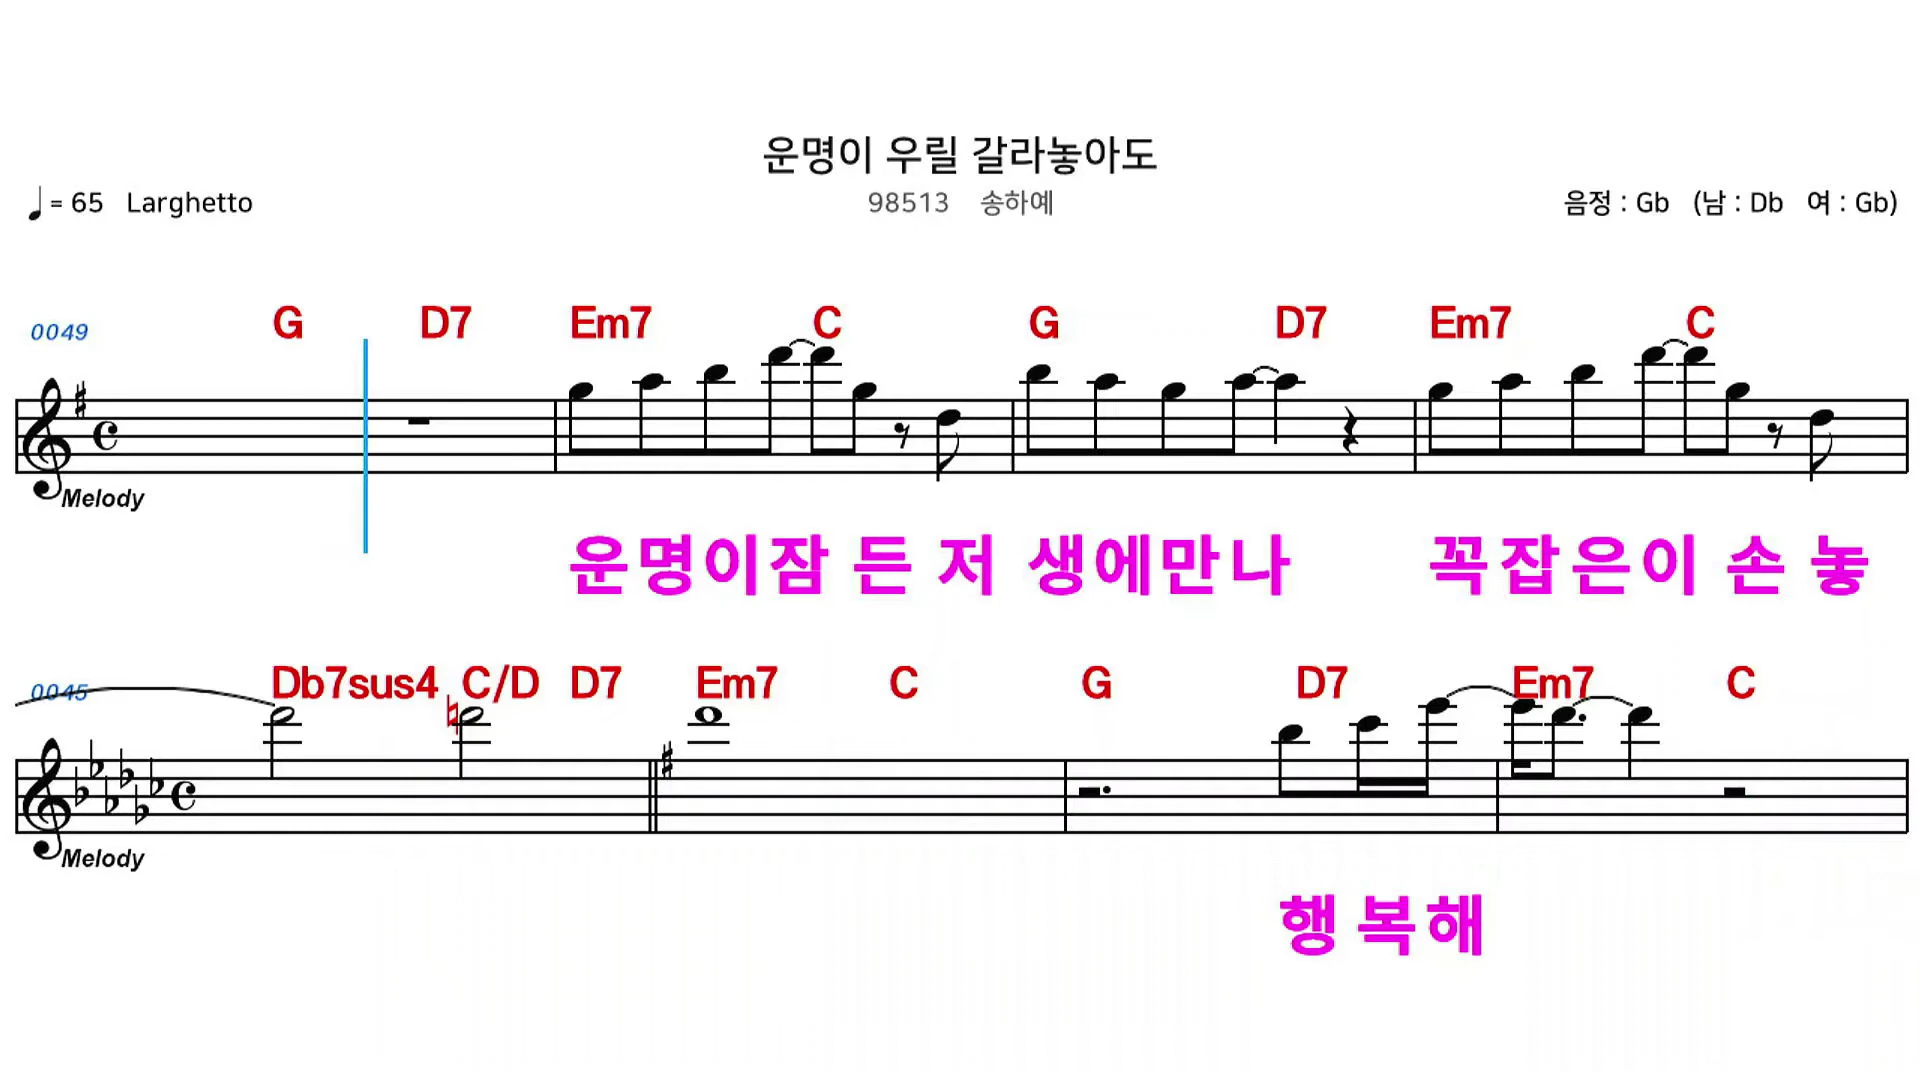 운명이 우릴 갈라놓아도
♩= 65 Larghetto 98513 송하예 음정 : Gb (남 : Db 여 : Gb)
0049 G D7 Em7 C G D7 Em7 C
Melody
운명이잠 든 저 생에만나 꼭잡은이 손 놓
0045 Db7sus4 C/D D7 Em7 C G D7 Em7 C
Melody
행 복해